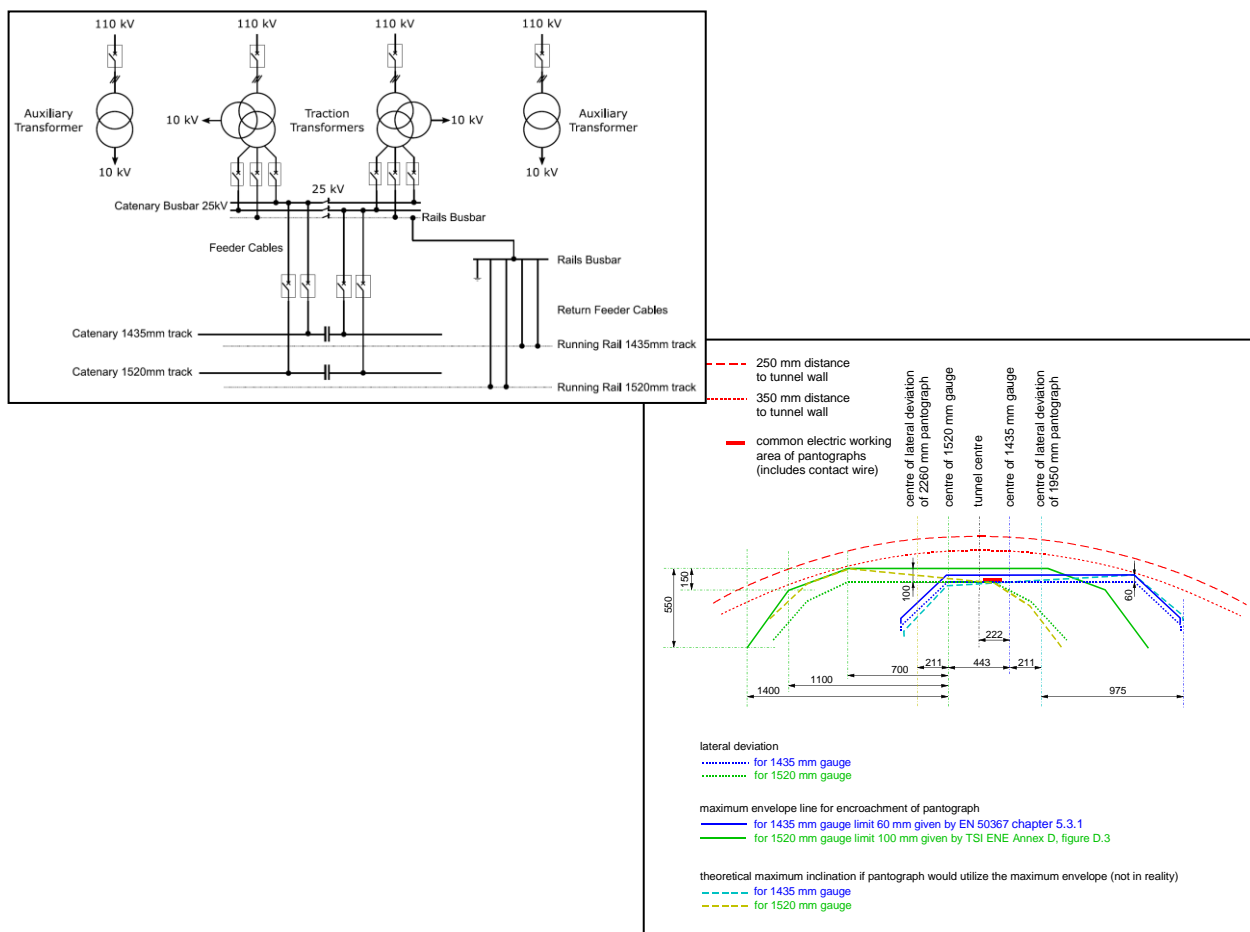 110 kV
110 kV
110 kV
110 kV
Auxiliary
Transformer
10 kV
Traction
Transformers
10 kV
Auxiliary
Transformer
10 kV
10 kV
25 kV
Catenary Busbar 25kV
Rails Busbar
Feeder Cables
Rails Busbar
Return Feeder Cables
Catenary 1435mm track
Running Rail 1435mm track
Catenary 1520mm track
Running Rail 1520mm track
250 mm distance
to tunnel wall
350 mm distance
to tunnel wall
common electric working
area of pantographs
(includes contact wire)
centre of lateral deviation
of 2260 mm pantograph
centre of 1520 mm gauge
tunnel centre
centre of 1435 mm gauge
centre of lateral deviation
of 1950 mm pantograph
550
150
100
60
222
211
443
211
700
1100
1400
975
lateral deviation
for 1435 mm gauge
for 1520 mm gauge
maximum envelope line for encroachment of pantograph
for 1435 mm gauge limit 60 mm given by EN 50367 chapter 5.3.1
for 1520 mm gauge limit 100 mm given by TSI ENE Annex D, figure D.3
theoretical maximum inclination if pantograph would utilize the maximum envelope (not in reality)
for 1435 mm gauge
for 1520 mm gauge